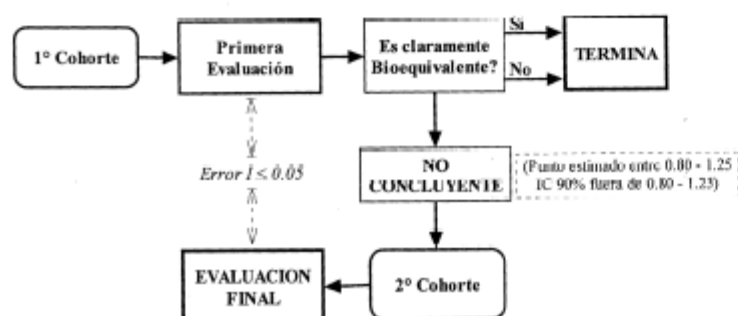 1° Cohorte
Primera
Evaluación
Es claramente
Bioequivalente?
Si
No
TERMINA
Error I ≤ 0.05
NO
CONCLUYENTE
(Punto estimado entre 0.80 - 1.25
IC 90% fuera de 0.80 - 1.25)
EVALUACION
FINAL
2° Cohorte